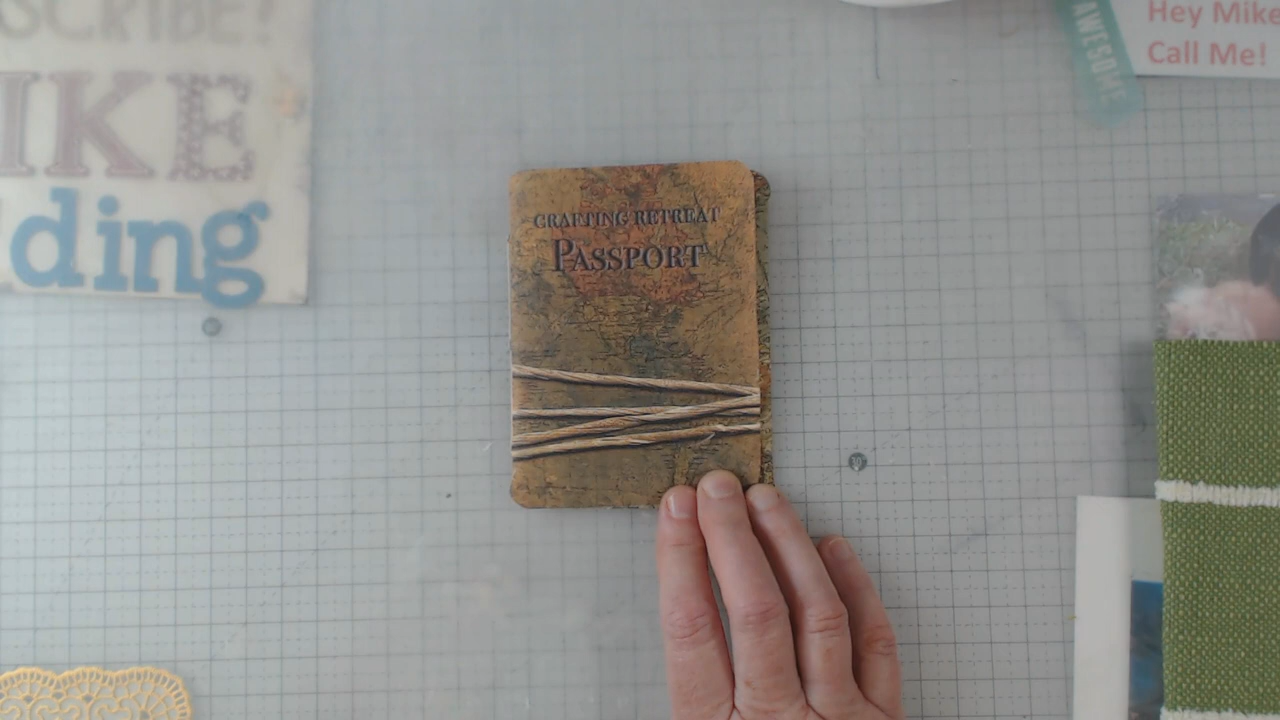 SCRIBE!
IKE
ding
CRAFTING RETREAT
PASSPORT
AWESOME
Hey Mike
Call Me!